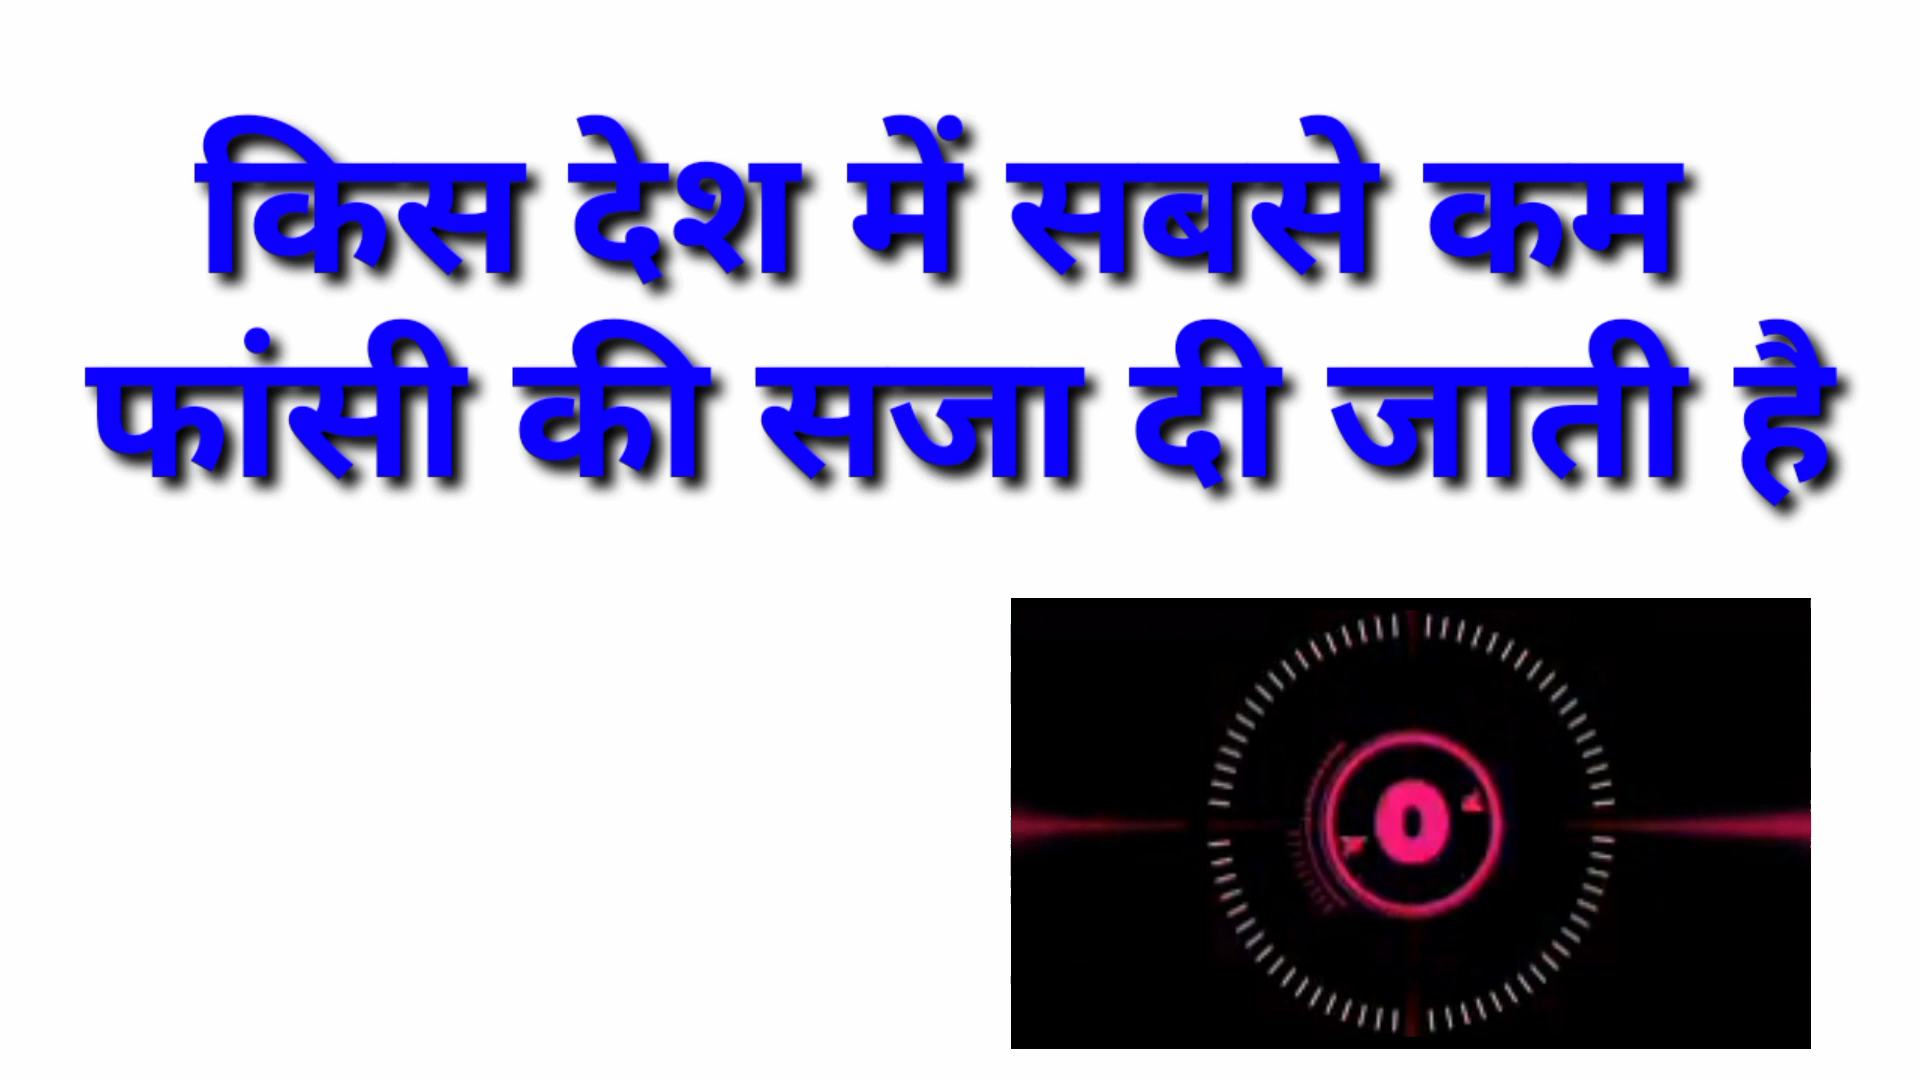 किस देश में सबसे कम
फांसी की सजा दी जाती है
0